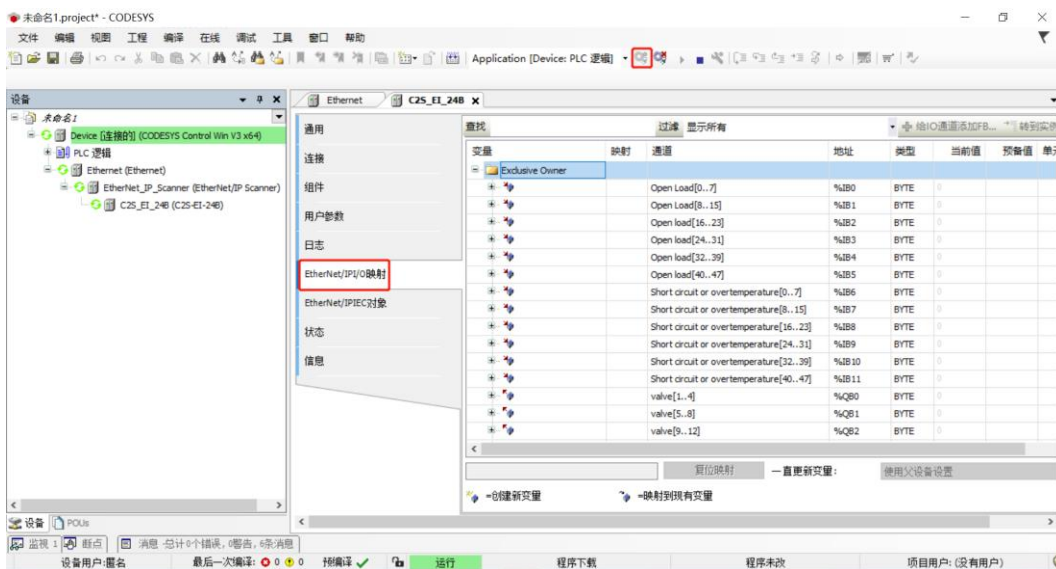 未命名1.project* - CODESYS
文件 编辑 视图 工程 编译 在线 调试 工具 窗口 帮助
Application [Device: PLC 逻辑]
设备
未命名1
Device [连接的] (CODESYS Control Win V3 x64)
PLC 逻辑
Ethernet (Ethernet)
EtherNet_IP_Scanner (EtherNet/IP Scanner)
C2S_EI_24B (C2S-EI-24B)
设备 POUs
Ethernet C2S_EI_24B
通用
连接
组件
用户参数
日志
EtherNet/IPI/O映射
EtherNet/IPIEC对象
状态
信息
查找 过滤 显示所有 给IO通道添加FB... 转到实例
变量 映射 通道 地址 类型 当前值 预备值 单元
Exclusive Owner
Open Load[0..7] %IB0 BYTE 0
Open Load[8..15] %IB1 BYTE 0
Open load[16..23] %IB2 BYTE 0
Open load[24..31] %IB3 BYTE 0
Open load[32..39] %IB4 BYTE 0
Open load[40..47] %IB5 BYTE 0
Short circuit or overtemperature[0..7] %IB6 BYTE 0
Short circuit or overtemperature[8..15] %IB7 BYTE 0
Short circuit or overtemperature[16..23] %IB8 BYTE 0
Short circuit or overtemperature[24..31] %IB9 BYTE 0
Short circuit or overtemperature[32..39] %IB10 BYTE 0
Short circuit or overtemperature[40..47] %IB11 BYTE 0
valve[1..4] %QB0 BYTE 0
valve[5..8] %QB1 BYTE 0
valve[9..12] %QB2 BYTE 0
复位映射 一直更新变量: 使用父设备设置
=创建新变量 =映射到现有变量
监视 1 断点 消息 -总计0个错误, 0警告, 6条消息
设备用户:匿名 最后一次编译: 0 0 预编译 运行 程序下载 程序未改 项目用户: (没有用户)